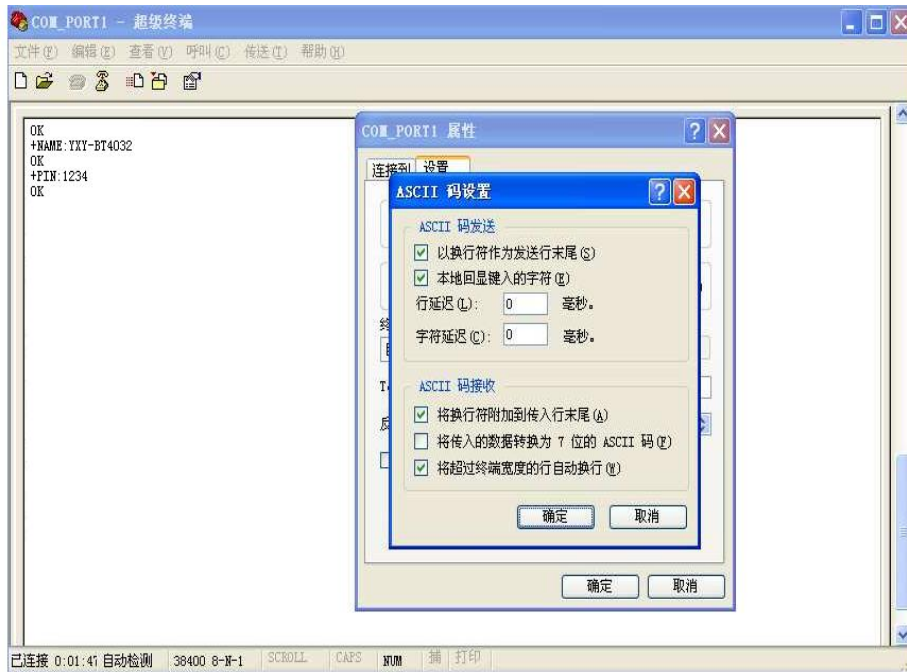 COM_PORT1 - 超级终端
文件(F) 编辑(E) 查看(V) 呼叫(C) 传送(T) 帮助(H)
OK
+NAME:YXY-BT4032
OK
+PIN:1234
OK
COM_PORT1 属性
连接到 设置
ASCII 码设置
ASCII 码发送
以换行符作为发送行末尾(S)
本地回显键入的字符(E)
行延迟(L): 0 毫秒。
字符延迟(C): 0 毫秒。
ASCII 码接收
将换行符附加到传入行末尾(A)
将传入的数据转换为 7 位的 ASCII 码(F)
将超过终端宽度的行自动换行(W)
确定 取消
确定 取消
已连接 0:01:47 自动检测 38400 8-N-1 SCROLL CAPS NUM 捕 打印